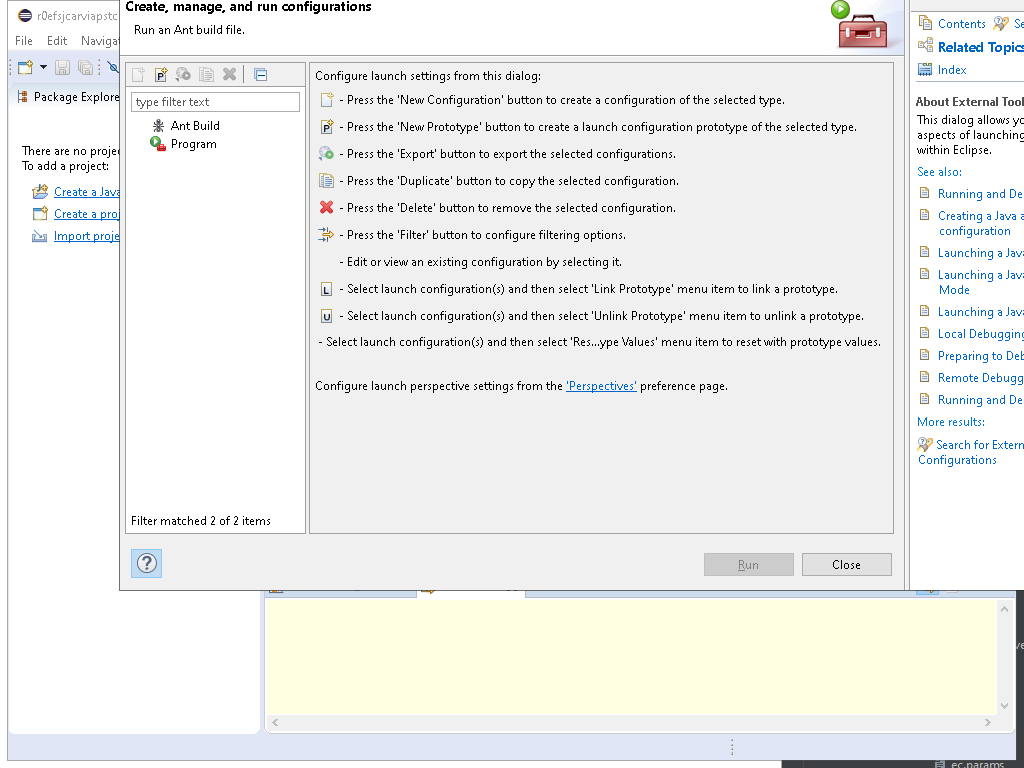 Create, manage, and run configurations
Run an Ant build file.
r0efsjcarviapstc
File Edit Navigat
Package Explore
There are no projec
To add a project:
Create a Java
Create a proj
Import proje
type filter text
Ant Build
Program
Filter matched 2 of 2 items
Configure launch settings from this dialog:
- Press the 'New Configuration' button to create a configuration of the selected type.
- Press the 'New Prototype' button to create a launch configuration prototype of the selected type.
- Press the 'Export' button to export the selected configurations.
- Press the 'Duplicate' button to copy the selected configuration.
- Press the 'Delete' button to remove the selected configuration.
- Press the 'Filter' button to configure filtering options.
- Edit or view an existing configuration by selecting it.
- Select launch configuration(s) and then select 'Link Prototype' menu item to link a prototype.
- Select launch configuration(s) and then select 'Unlink Prototype' menu item to unlink a prototype.
- Select launch configuration(s) and then select 'Res...ype Values' menu item to reset with prototype values.
Configure launch perspective settings from the 'Perspectives' preference page.
Run
Close
Contents Se
Related Topics
Index
About External Tool
This dialog allows yo
aspects of launching
within Eclipse.
See also:
Running and De
Creating a Java a
configuration
Launching a Java
Launching a Java
Mode
Launching a Java
Local Debugging
Preparing to Deb
Remote Debugg
Running and De
More results:
Search for Extern
Configurations
ec.params